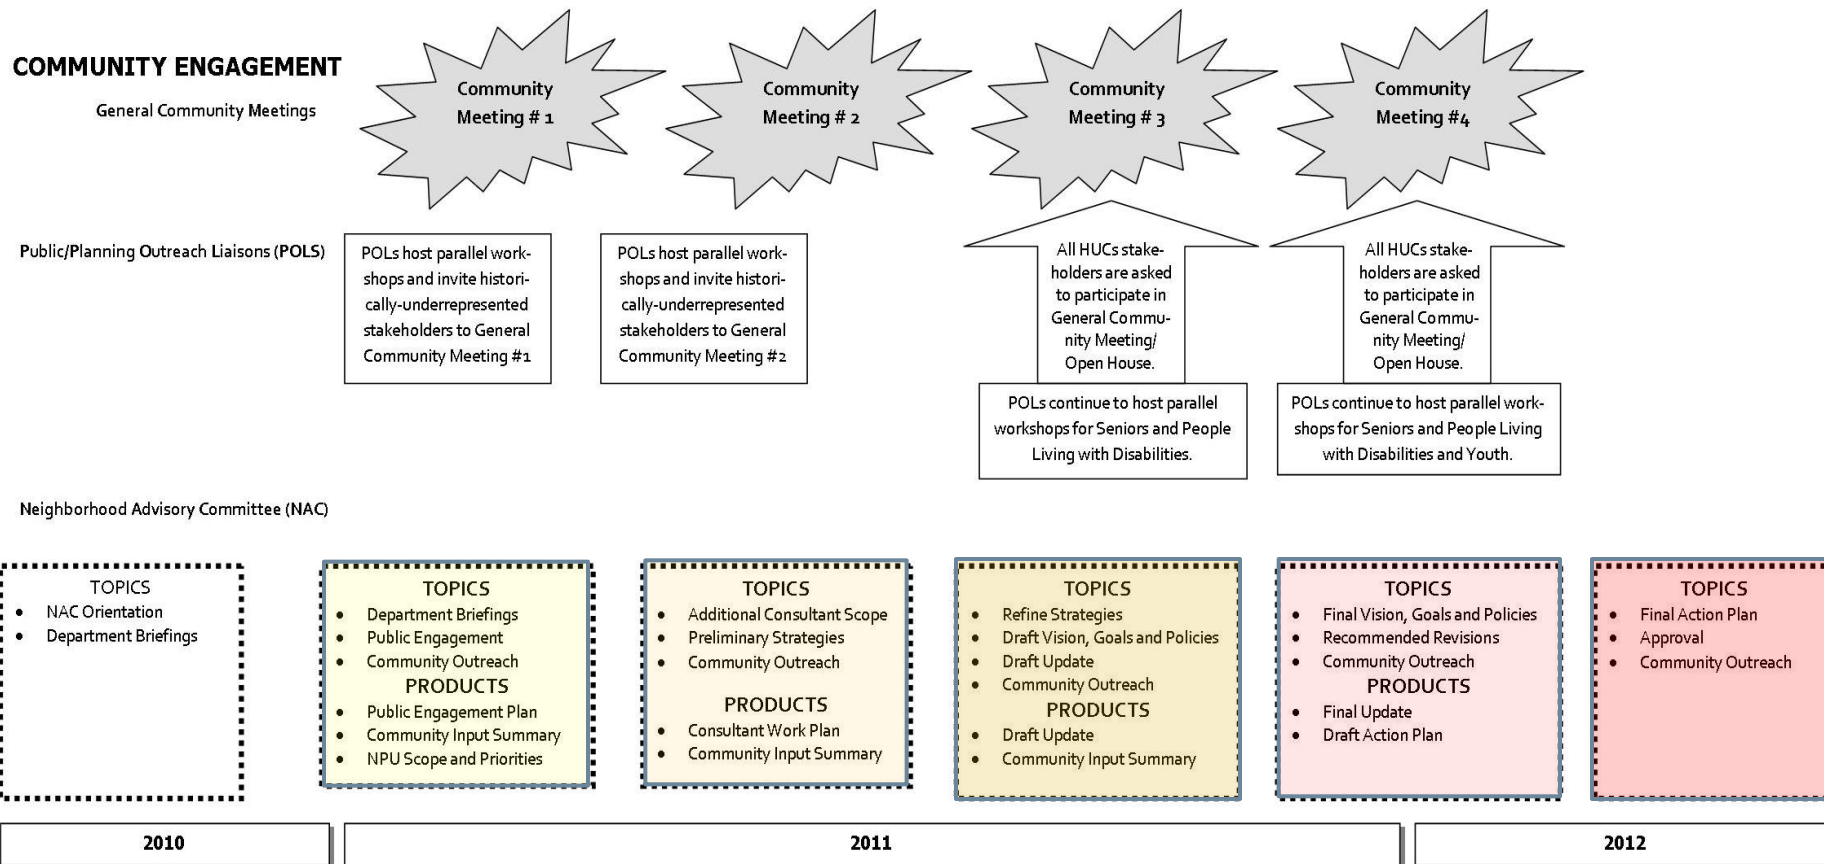 COMMUNITY ENGAGEMENT
General Community Meetings
Community
Meeting # 1
Community
Meeting # 2
Community
Meeting # 3
Community
Meeting #4
Public/Planning Outreach Liaisons (POLS)
POLs host parallel work-
shops and invite histori-
cally-underrepresented
stakeholders to General
Community Meeting #1
POLs host parallel work-
shops and invite histori-
cally-underrepresented
stakeholders to General
Community Meeting #2
All HUCs stake-
holders are asked
to participate in
General Commu-
nity Meeting/
Open House.
POLs continue to host parallel
workshops for Seniors and People
Living with Disabilities.
All HUCs stake-
holders are asked
to participate in
General Commu-
nity Meeting/
Open House.
POLs continue to host parallel work-
shops for Seniors and People Living
with Disabilities and Youth.
Neighborhood Advisory Committee (NAC)
TOPICS
• NAC Orientation
• Department Briefings
TOPICS
• Department Briefings
• Public Engagement
• Community Outreach
PRODUCTS
• Public Engagement Plan
• Community Input Summary
• NPU Scope and Priorities
TOPICS
• Additional Consultant Scope
• Preliminary Strategies
• Community Outreach
PRODUCTS
• Consultant Work Plan
• Community Input Summary
TOPICS
• Refine Strategies
• Draft Vision, Goals and Policies
• Draft Update
• Community Outreach
PRODUCTS
• Draft Update
• Community Input Summary
TOPICS
• Final Vision, Goals and Policies
• Recommended Revisions
• Community Outreach
PRODUCTS
• Final Update
• Draft Action Plan
TOPICS
• Final Action Plan
• Approval
• Community Outreach
2010
2011
2012